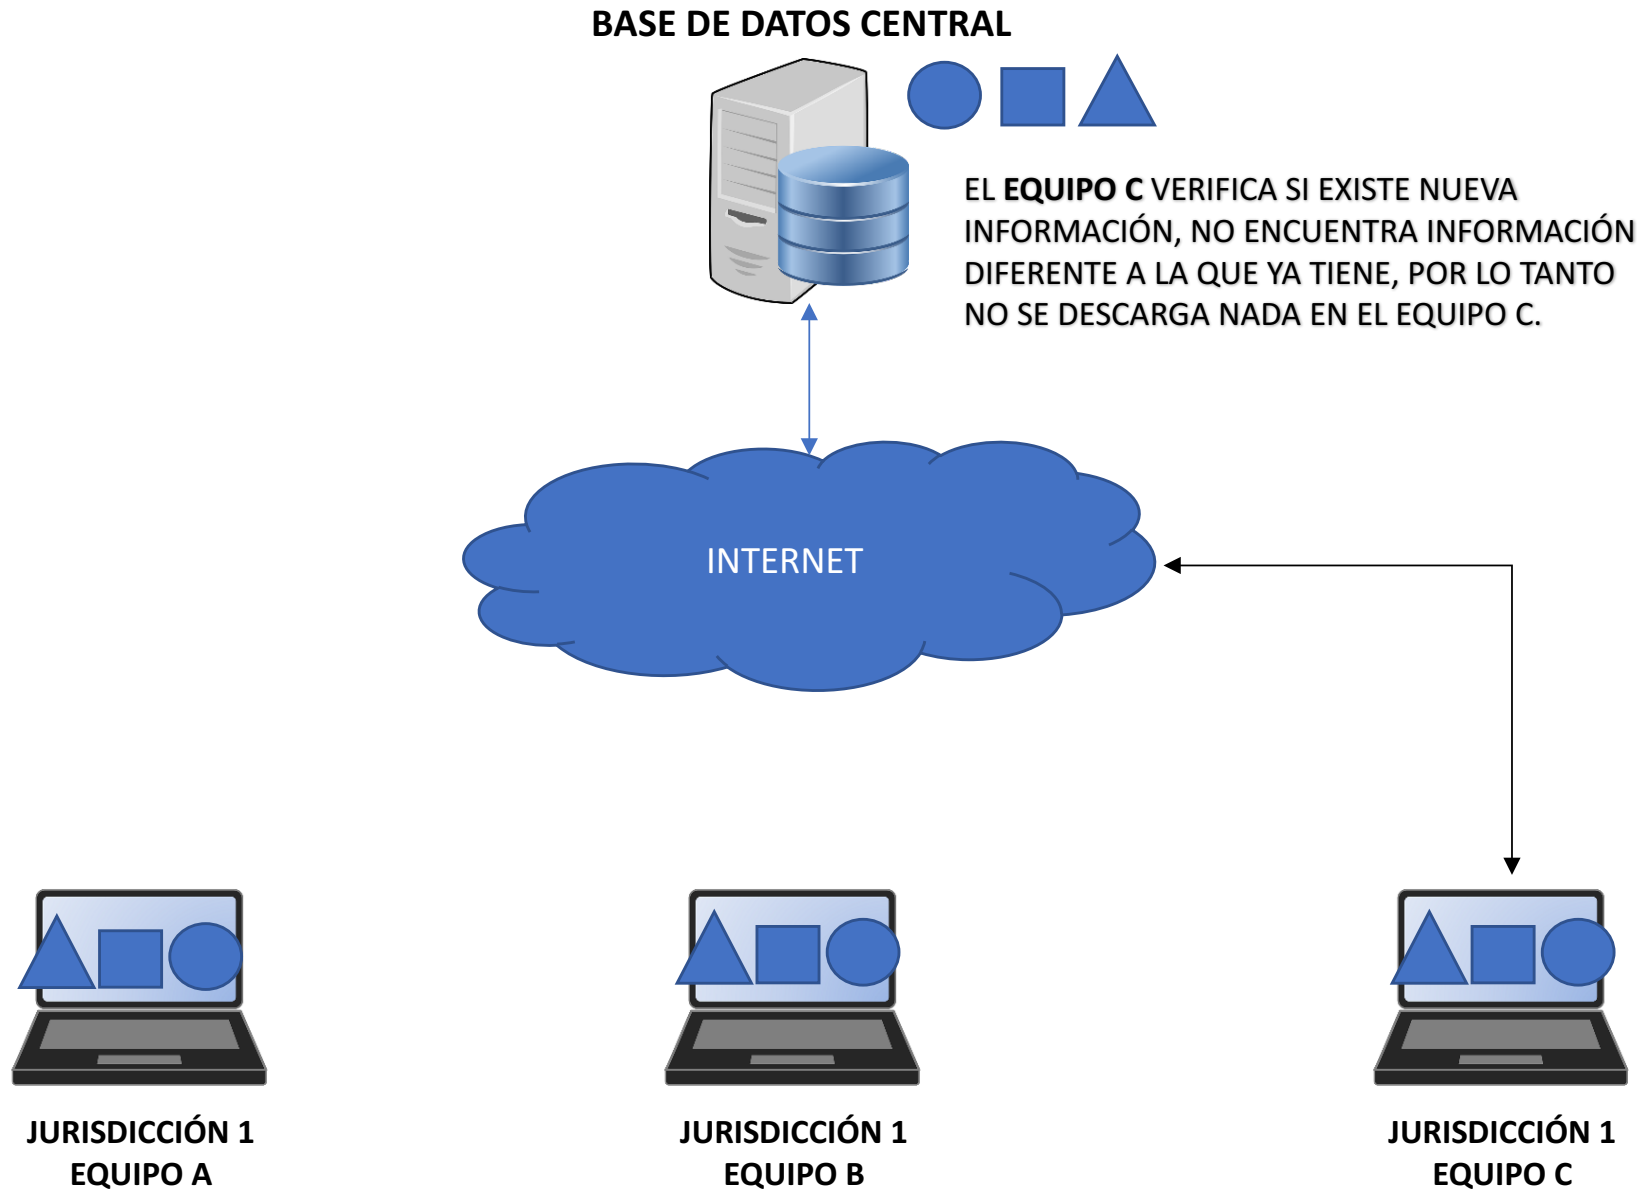 BASE DE DATOS CENTRAL
EL EQUIPO C VERIFICA SI EXISTE NUEVA
INFORMACIÓN, NO ENCUENTRA INFORMACIÓN
DIFERENTE A LA QUE YA TIENE, POR LO TANTO
NO SE DESCARGA NADA EN EL EQUIPO C.
INTERNET
JURISDICCIÓN 1
EQUIPO A
JURISDICCIÓN 1
EQUIPO B
JURISDICCIÓN 1
EQUIPO C